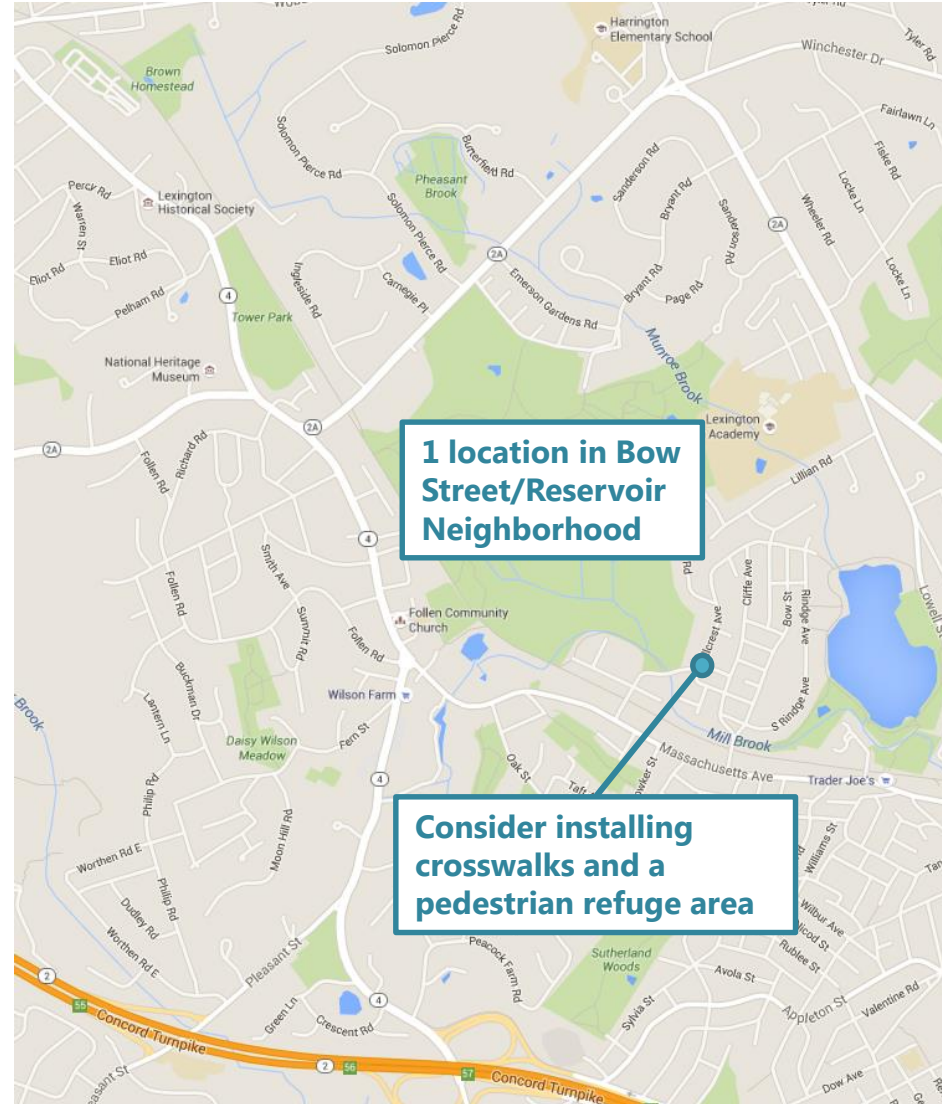 Solomon Pierce Rd
Harrington
Elementary School
Tyler Rd
Winchester Dr
Brown
Homestead
Fairlawn Ln
Solomon Pierce Rd
Butterfield Rd
Fiske Rd
Sanderson Rd
Pheasant
Brook
Bryant Rd
Locke Ln
Percy Rd
Lexington
Historical Society
Solomon Pierce Rd
Sanderson Rd
Wheeler Rd
Warren St
2A
Eliot Rd
Eliot Rd
Ingleside Rd
2A
Carnegie Pl
Emerson Gardens Rd
Bryant Rd
Page Rd
Locke Ln
Pelham Rd
4
Tower Park
Munroe Brook
National Heritage
Museum
2A
Lexington
Academy
2A
Follen Rd
Richard Rd
1 location in Bow
Street/Reservoir
Neighborhood
Lillian Rd
4
Smith Ave
Rd
Cliffe Ave
Bow St
Rindge Ave
Lowell St
Follen Rd
Summit Rd
Follen Community
Church
Follen Rd
Buckman Dr
Wilson Farm
Lantern Ln
S Rindge Ave
Brook
Daisy Wilson
Meadow
Fern St
Mill Brook
Massachusetts Ave
Trader Joe's
Oak St
4
Philip Rd
Moon Hill Rd
Consider installing
crosswalks and a
pedestrian refuge area
Williams St
Worthen Rd E
Phillip Rd
Dudley Rd
Wilbur Ave
Rublee St
Worthen Rd E
Pleasant St
Peacock Farm Rd
Sutherland
Woods
Avola St
2
Sylvia St
Appleton St
Valentine Rd
55
Green Ln
Crescent Rd
4
Concord Turnpike
2
56
57
Concord Turnpike
Dow Ave